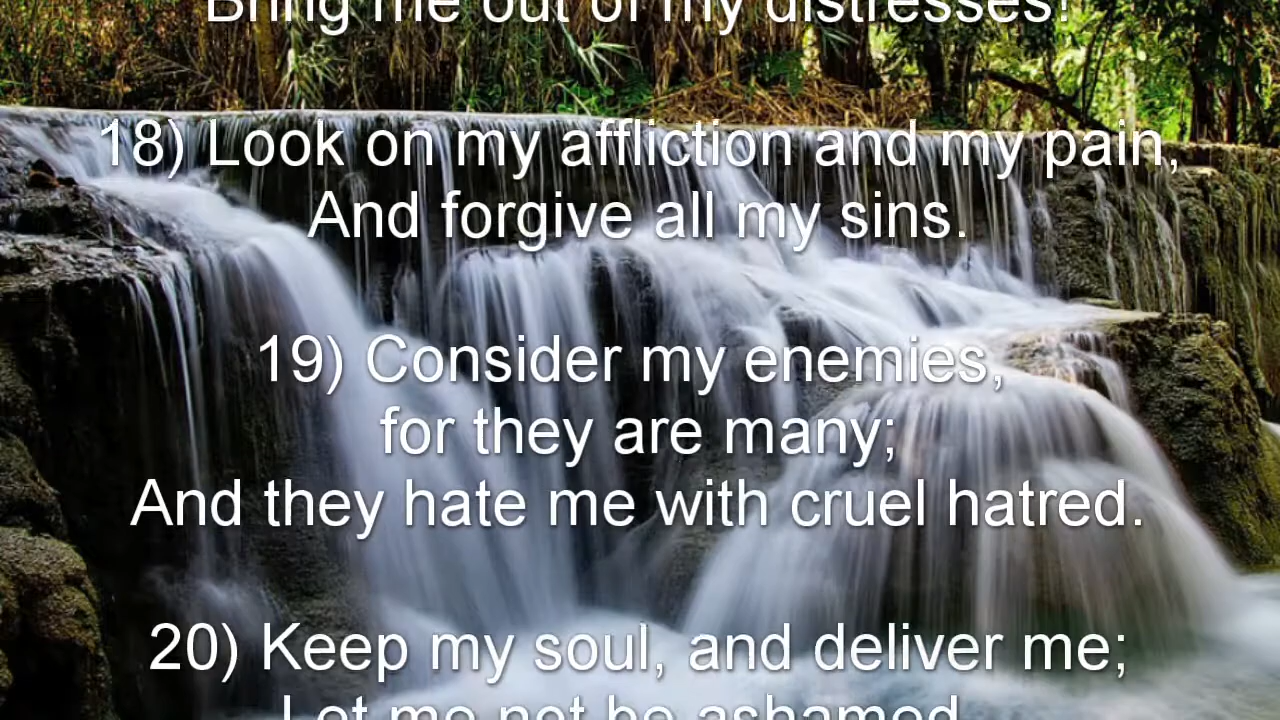 Bring me out of my distresses!
18) Look on my affliction and my pain,
And forgive all my sins.
19) Consider my enemies,
for they are many;
And they hate me with cruel hatred.
20) Keep my soul, and deliver me;
Let me not be ashamed